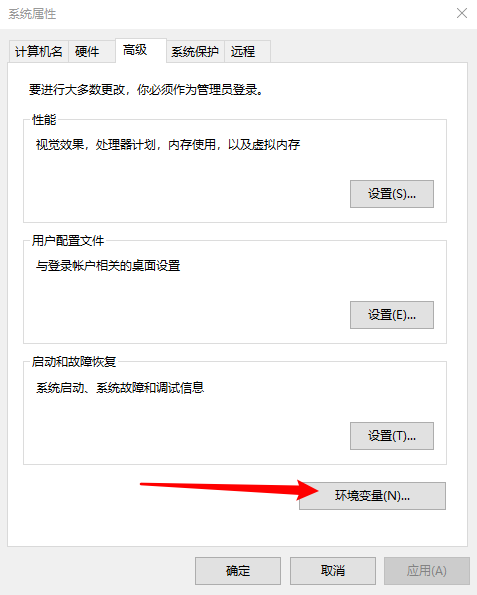 系统属性
计算机名 硬件 高级 系统保护 远程
要进行大多数更改，你必须作为管理员登录。
性能
视觉效果，处理器计划，内存使用，以及虚拟内存
设置(S)...
用户配置文件
与登录帐户相关的桌面设置
设置(E)...
启动和故障恢复
系统启动、系统故障和调试信息
设置(T)...
环境变量(N)...
确定 取消 应用(A)